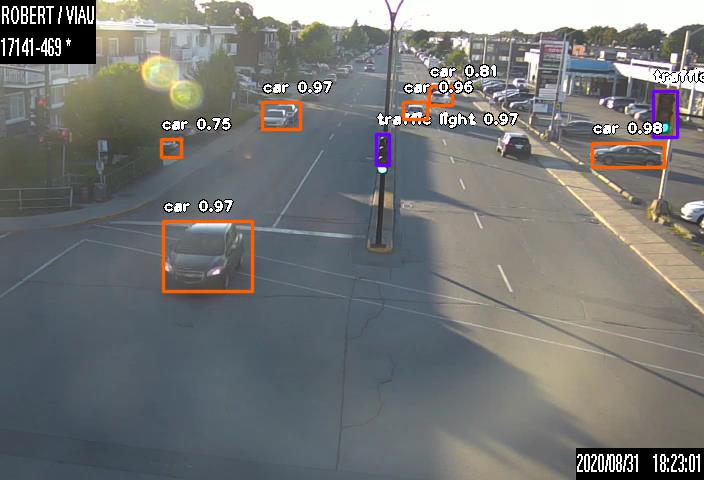 ROBERT / VIAU
17141-469 *
car 0.81
car 0.97
car 0.96
traffic
traffic light 0.97
car 0.75
car 0.98
car 0.97
2020/08/31 18:23:01